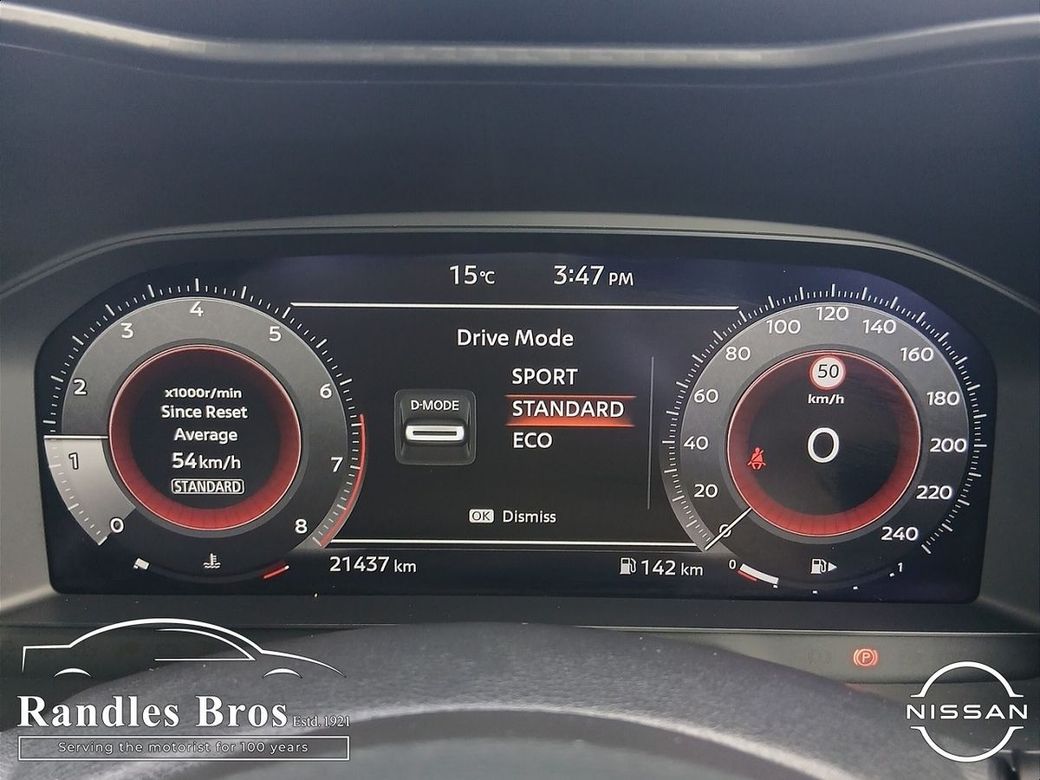 15°C 3:47 PM
Drive Mode
SPORT
STANDARD
ECO
D-MODE
OK Dismiss
0 1 2 3 4 5 6 7 8
x1000r/min
Since Reset
Average
54 km/h
STANDARD
0 20 40 60 80 100 120 140 160 180 200 220 240
50
km/h
0
21437 km
142 km
0 1
P
Randles Bros Estd. 1921
Serving the motorist for 100 years
NISSAN